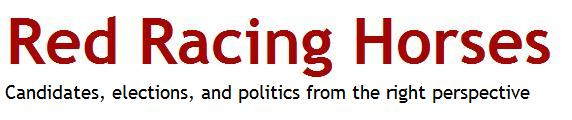 Red Racing Horses
Candidates, elections, and politics from the right perspective